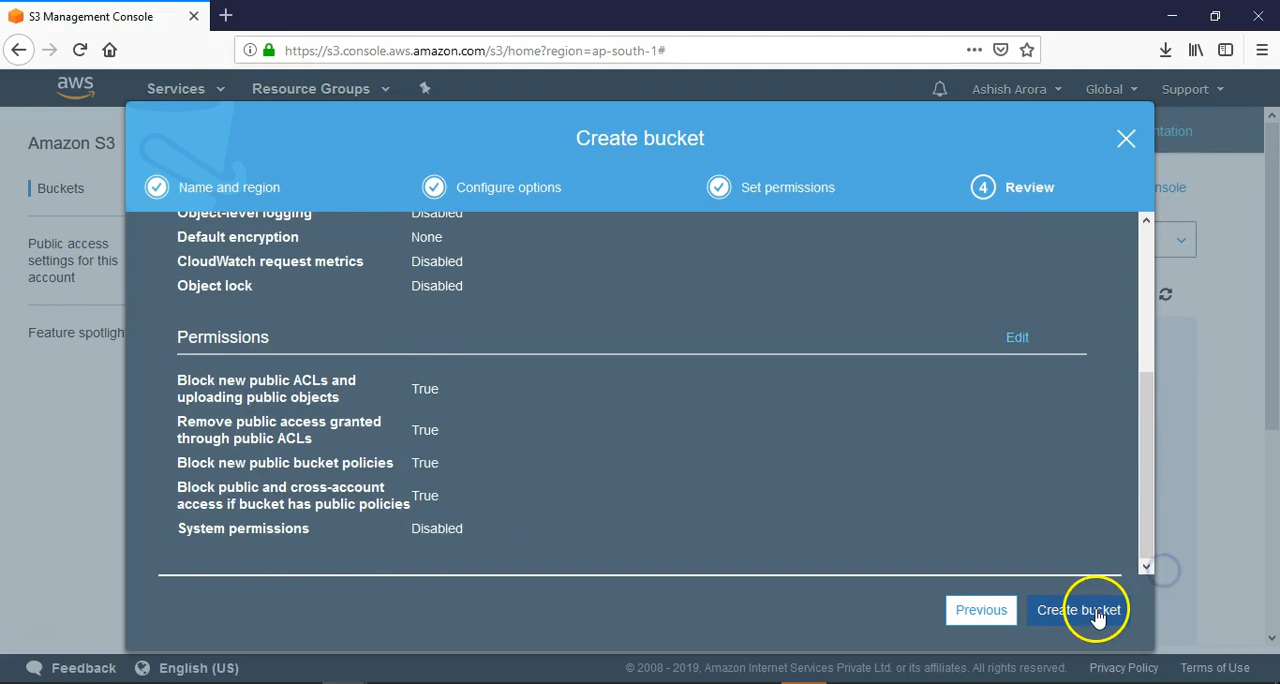 S3 Management Console
https://s3.console.aws.amazon.com/s3/home?region=ap-south-1#
aws
Services
Resource Groups
Ashish Arora
Global
Support
Amazon S3
Buckets
Public access
settings for this
account
Feature spotligh
ntation
nsole
Create bucket
Name and region
Configure options
Set permissions
4 Review
Object-level logging Disabled
Default encryption None
CloudWatch request metrics Disabled
Object lock Disabled
Permissions Edit
Block new public ACLs and
uploading public objects True
Remove public access granted
through public ACLs True
Block new public bucket policies True
Block public and cross-account
access if bucket has public policies True
System permissions Disabled
Previous
Create bucket
Feedback
English (US)
© 2008 - 2019, Amazon Internet Services Private Ltd. or its affiliates. All rights reserved.
Privacy Policy
Terms of Use